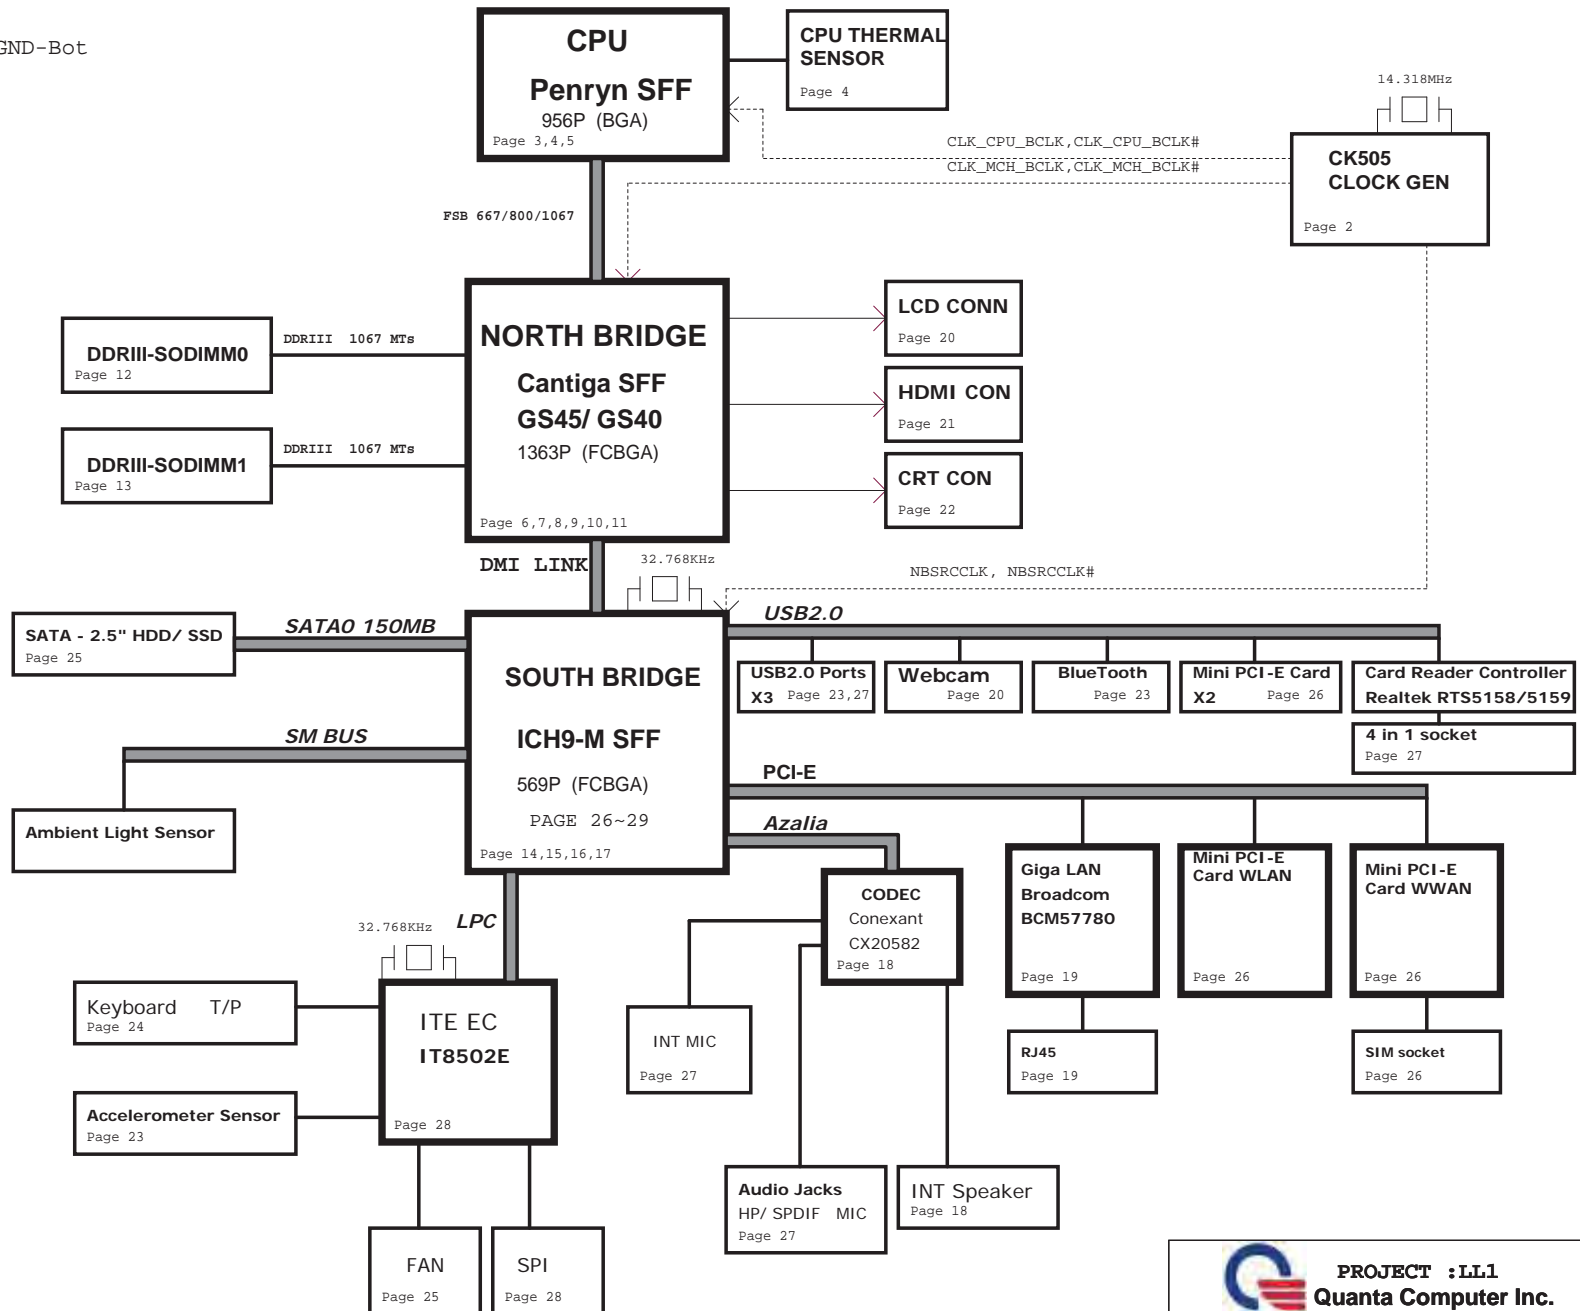 GND-Bot
CPU
Penryn SFF
956P (BGA)
Page 3,4,5
CPU THERMAL
SENSOR
Page 4
14.318MHz
CLK_CPU_BCLK,CLK_CPU_BCLK#
CLK_MCH_BCLK,CLK_MCH_BCLK#
CK505
CLOCK GEN
Page 2
FSB 667/800/1067
NORTH BRIDGE
Cantiga SFF
GS45/ GS40
1363P (FCBGA)
Page 6,7,8,9,10,11
DDRIII-SODIMM0
Page 12
DDRIII 1067 MTs
DDRIII-SODIMM1
Page 13
DDRIII 1067 MTs
LCD CONN
Page 20
HDMI CON
Page 21
CRT CON
Page 22
DMI LINK
32.768KHz
NBSRCCLK, NBSRCCLK#
SATA - 2.5" HDD/ SSD
Page 25
SATA0 150MB
SM BUS
Ambient Light Sensor
SOUTH BRIDGE
ICH9-M SFF
569P (FCBGA)
PAGE 26~29
Page 14,15,16,17
USB2.0
USB2.0 Ports
X3 Page 23,27
Webcam
Page 20
BlueTooth
Page 23
Mini PCI-E Card
X2 Page 26
Card Reader Controller
Realtek RTS5158/5159
4 in 1 socket
Page 27
PCI-E
Azalia
CODEC
Conexant
CX20582
Page 18
Giga LAN
Broadcom
BCM57780
Page 19
Mini PCI-E
Card WLAN
Page 26
Mini PCI-E
Card WWAN
Page 26
RJ45
Page 19
SIM socket
Page 26
LPC
32.768KHz
Keyboard T/P
Page 24
Accelerometer Sensor
Page 23
ITE EC
IT8502E
Page 28
INT MIC
Page 27
Audio Jacks
HP/ SPDIF MIC
Page 27
INT Speaker
Page 18
FAN
Page 25
SPI
Page 28
PROJECT :LL1
Quanta Computer Inc.